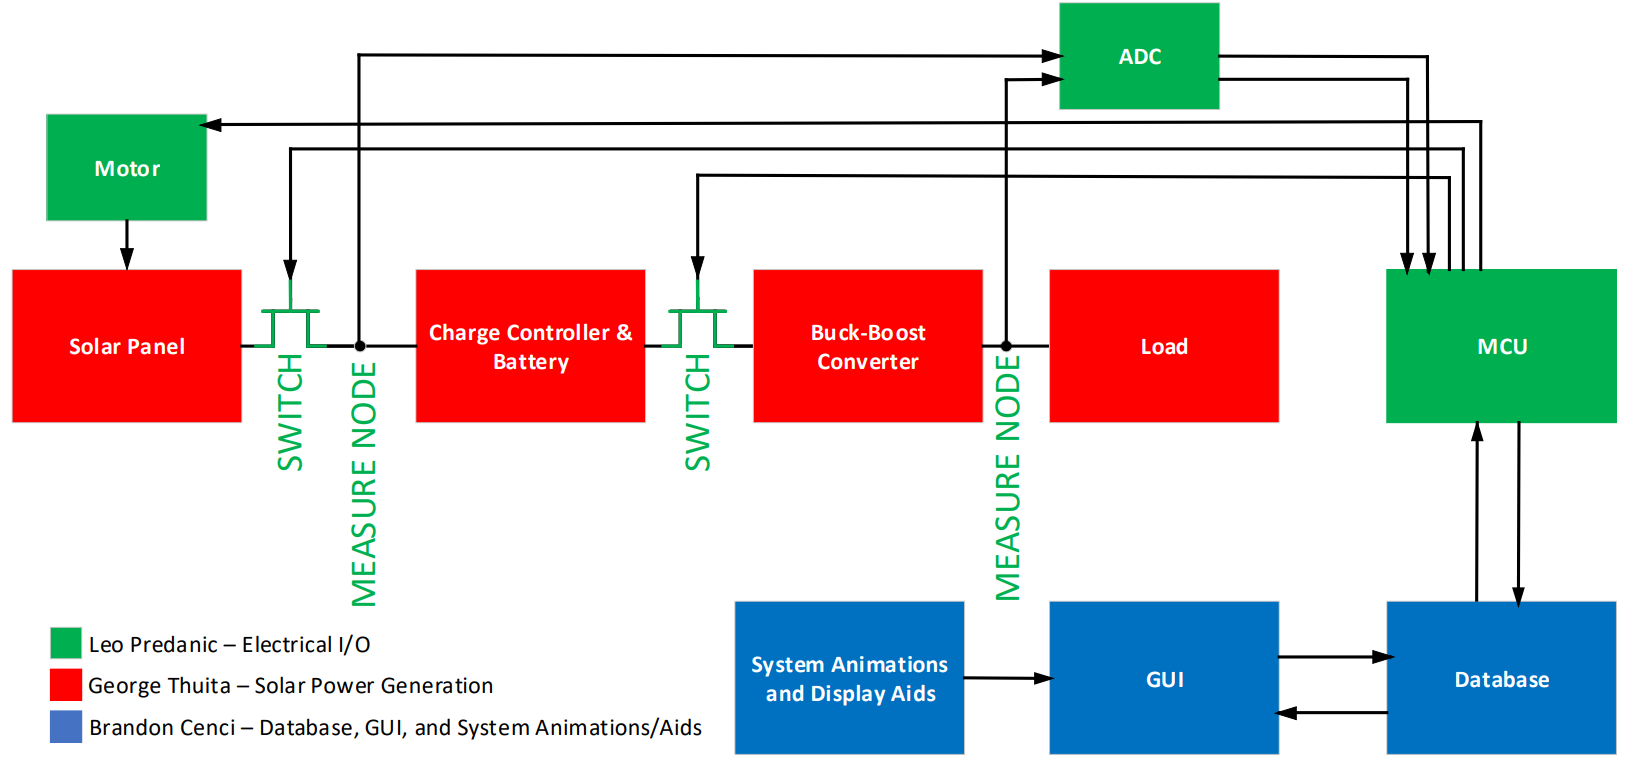 ADC
Motor
Solar Panel
SWITCH
MEASURE NODE
Charge Controller &
Battery
SWITCH
Buck-Boost
Converter
MEASURE NODE
Load
MCU
System Animations
and Display Aids
GUI
Database
Leo Predanic – Electrical I/O
George Thuita – Solar Power Generation
Brandon Cenci – Database, GUI, and System Animations/Aids